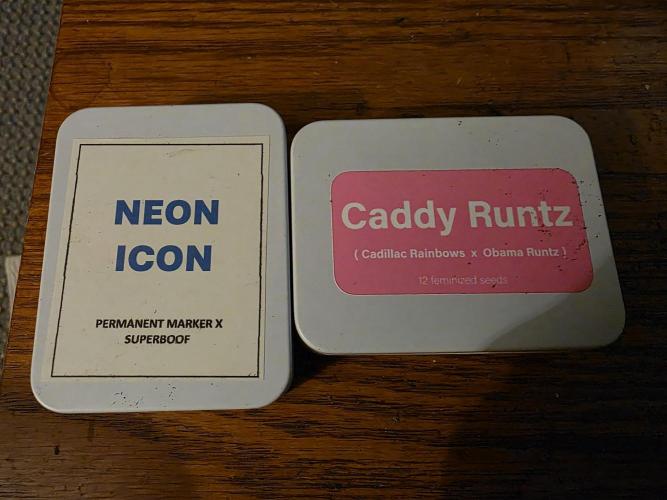 NEON
ICON
PERMANENT MARKER X
SUPERBOOF
Caddy Runtz
( Cadillac Rainbows x Obama Runtz )
12 feminized seeds